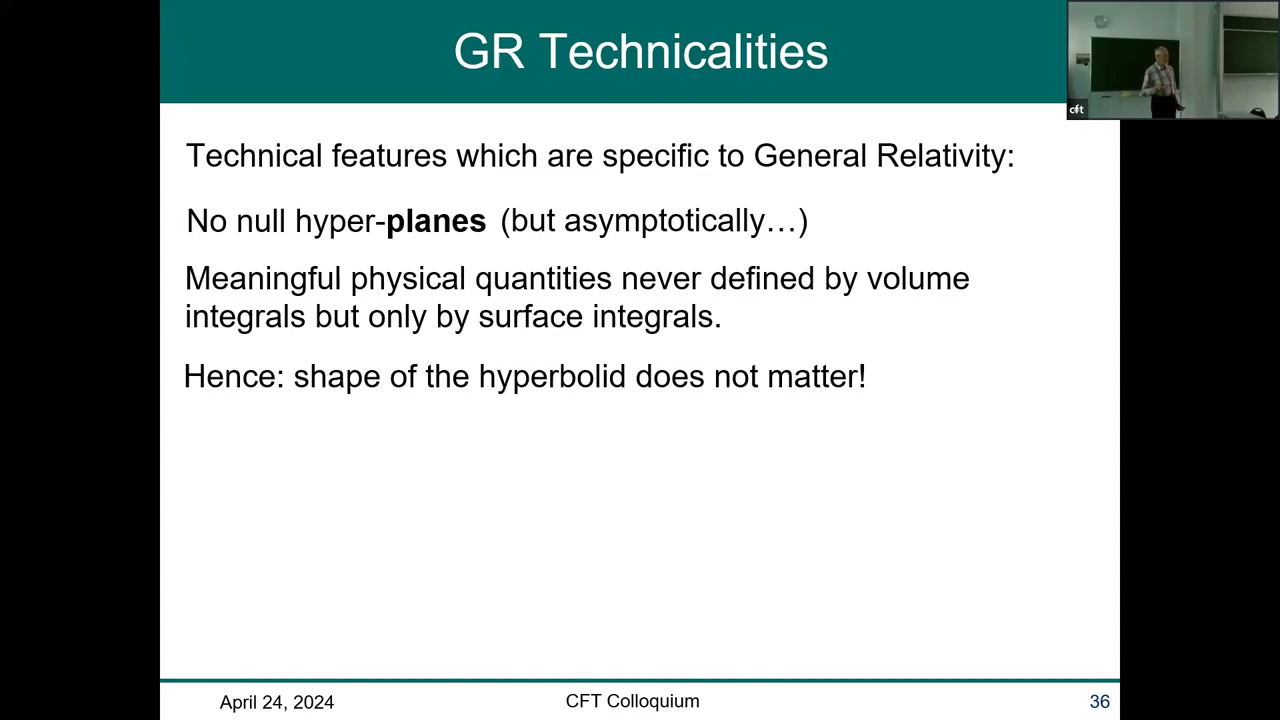 GR Technicalities
cft
Technical features which are specific to General Relativity:
No null hyper-planes (but asymptotically…)
Meaningful physical quantities never defined by volume
integrals but only by surface integrals.
Hence: shape of the hyperbolid does not matter!
April 24, 2024
CFT Colloquium
36